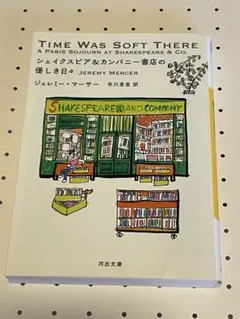 TIME WAS SOFT THERE
A PARIS SOJOURN AT SHAKESPEARE & CO.
シェイクスピア&カンパニー書店の
優しき日々 JEREMY MERCER
ジェレミー・マーサー 市川恵里 訳
SHAKESPEARE AND COMPANY
河出文庫